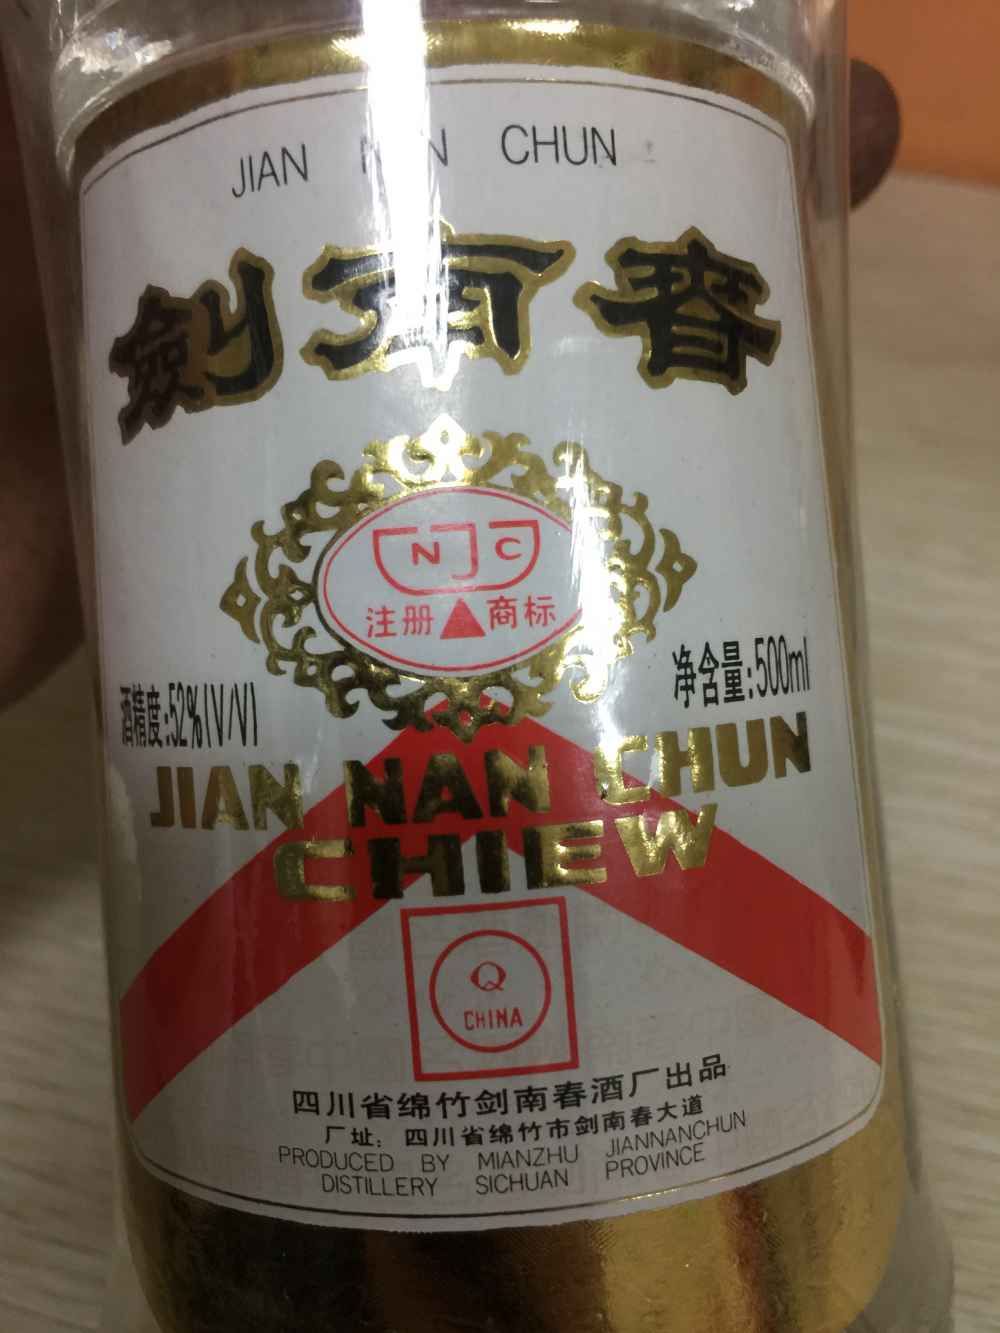 JIAN NAN CHUN
劍南春
NJC
注册商标
酒精度:52%(V/V)
净含量:500ml
JIAN NAN CHUN
CHIEW
Q
CHINA
四川省绵竹剑南春酒厂出品
厂址：四川省绵竹市剑南春大道
PRODUCED BY MIANZHU JIANNANCHUN
DISTILLERY SICHUAN PROVINCE